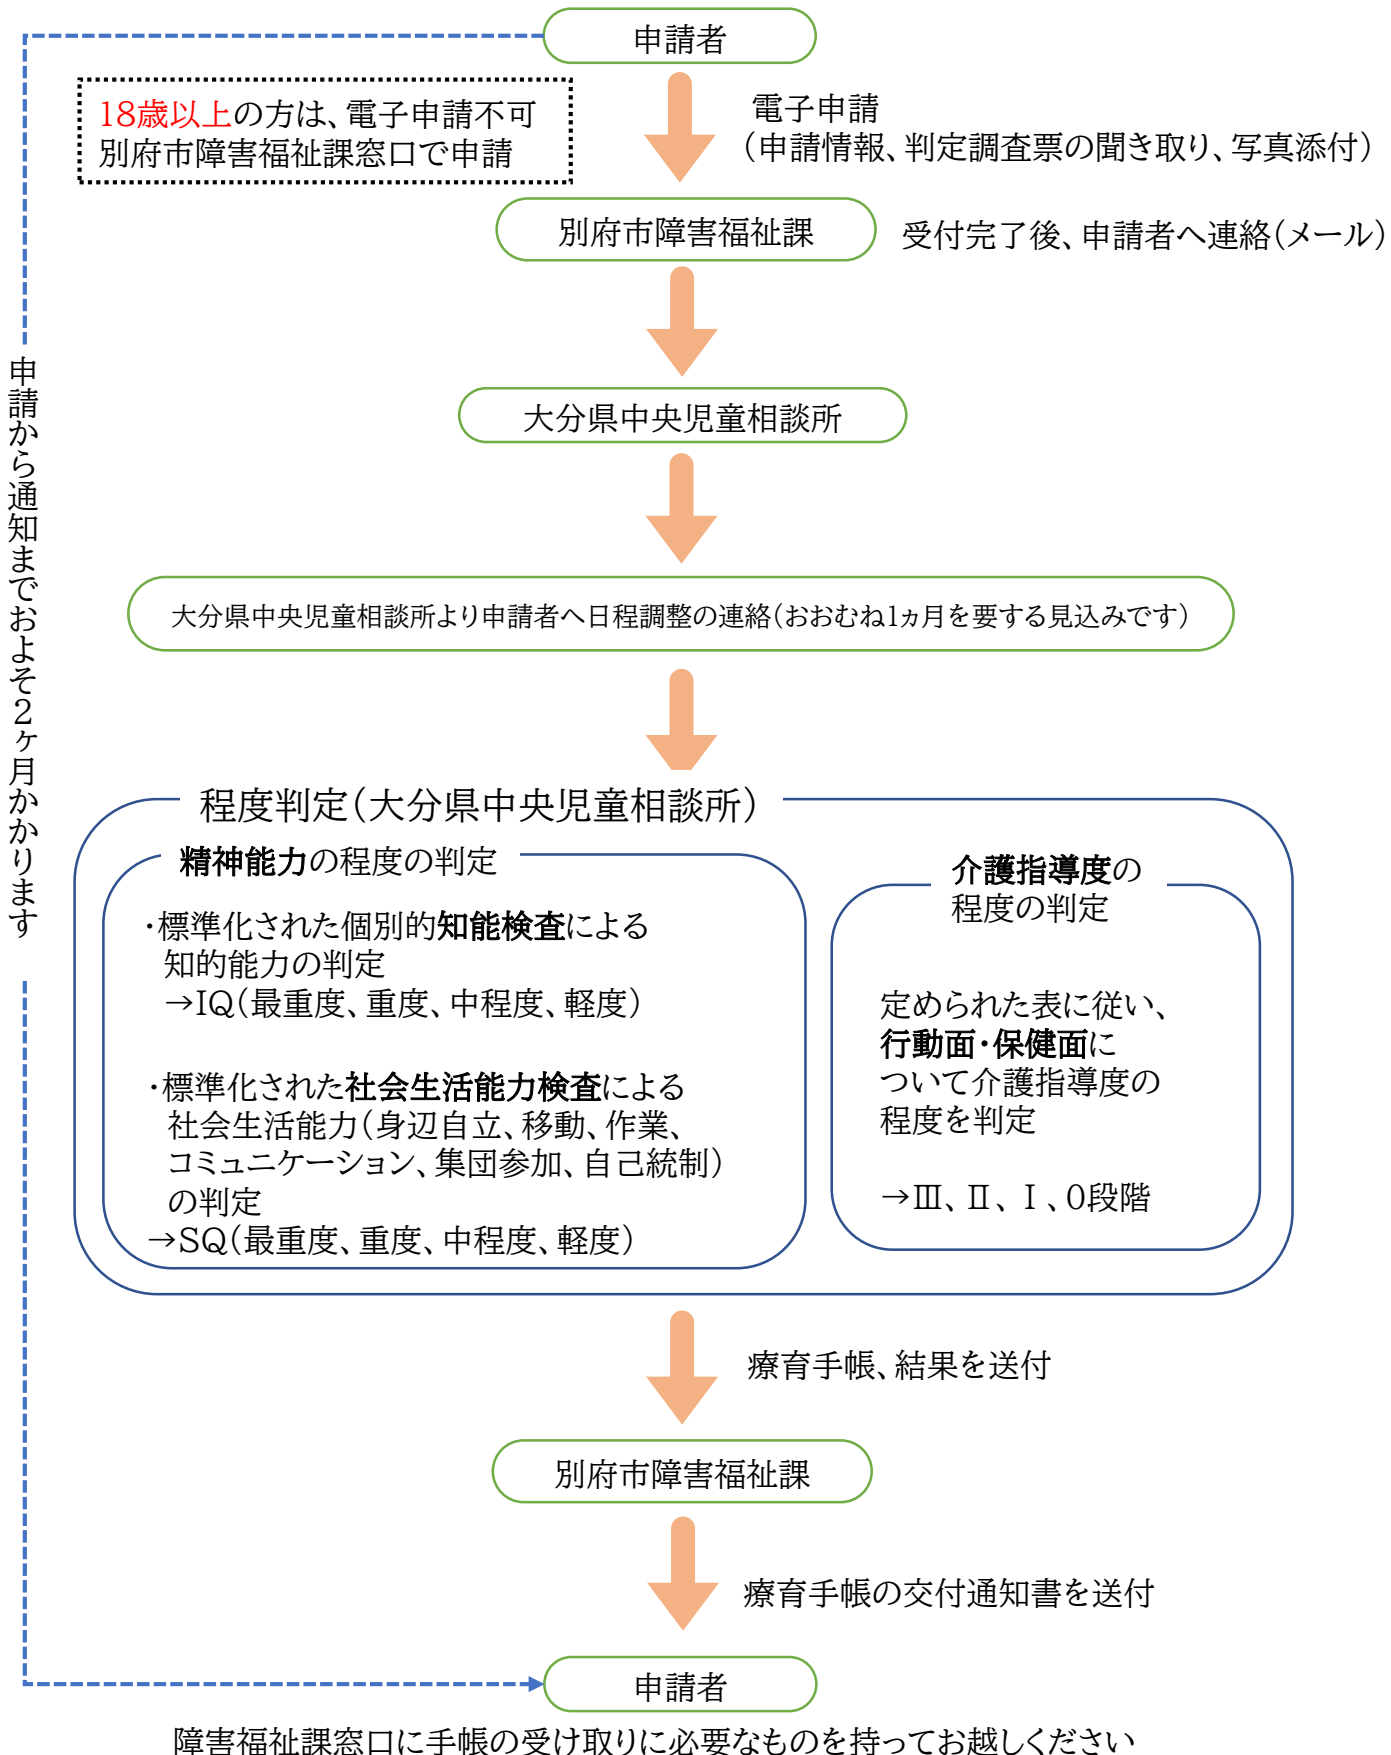 申請者
18歳以上の方は、電子申請不可
別府市障害福祉課窓口で申請
電子申請
（申請情報、判定調査票の聞き取り、写真添付）
別府市障害福祉課
受付完了後、申請者へ連絡（メール）
大分県中央児童相談所
申請から通知までおよそ２ヶ月かかります
大分県中央児童相談所より申請者へ日程調整の連絡（おおむね1ヵ月を要する見込みです）
程度判定（大分県中央児童相談所）
精神能力の程度の判定
・標準化された個別的知能検査による
知的能力の判定
→IQ（最重度、重度、中程度、軽度）
・標準化された社会生活能力検査による
社会生活能力（身辺自立、移動、作業、
コミュニケーション、集団参加、自己統制）
の判定
→SQ（最重度、重度、中程度、軽度）
介護指導度の
程度の判定
定められた表に従い、
行動面・保健面に
ついて介護指導度の
程度を判定
→Ⅲ、Ⅱ、Ⅰ、0段階
療育手帳、結果を送付
別府市障害福祉課
療育手帳の交付通知書を送付
申請者
障害福祉課窓口に手帳の受け取りに必要なものを持ってお越しください